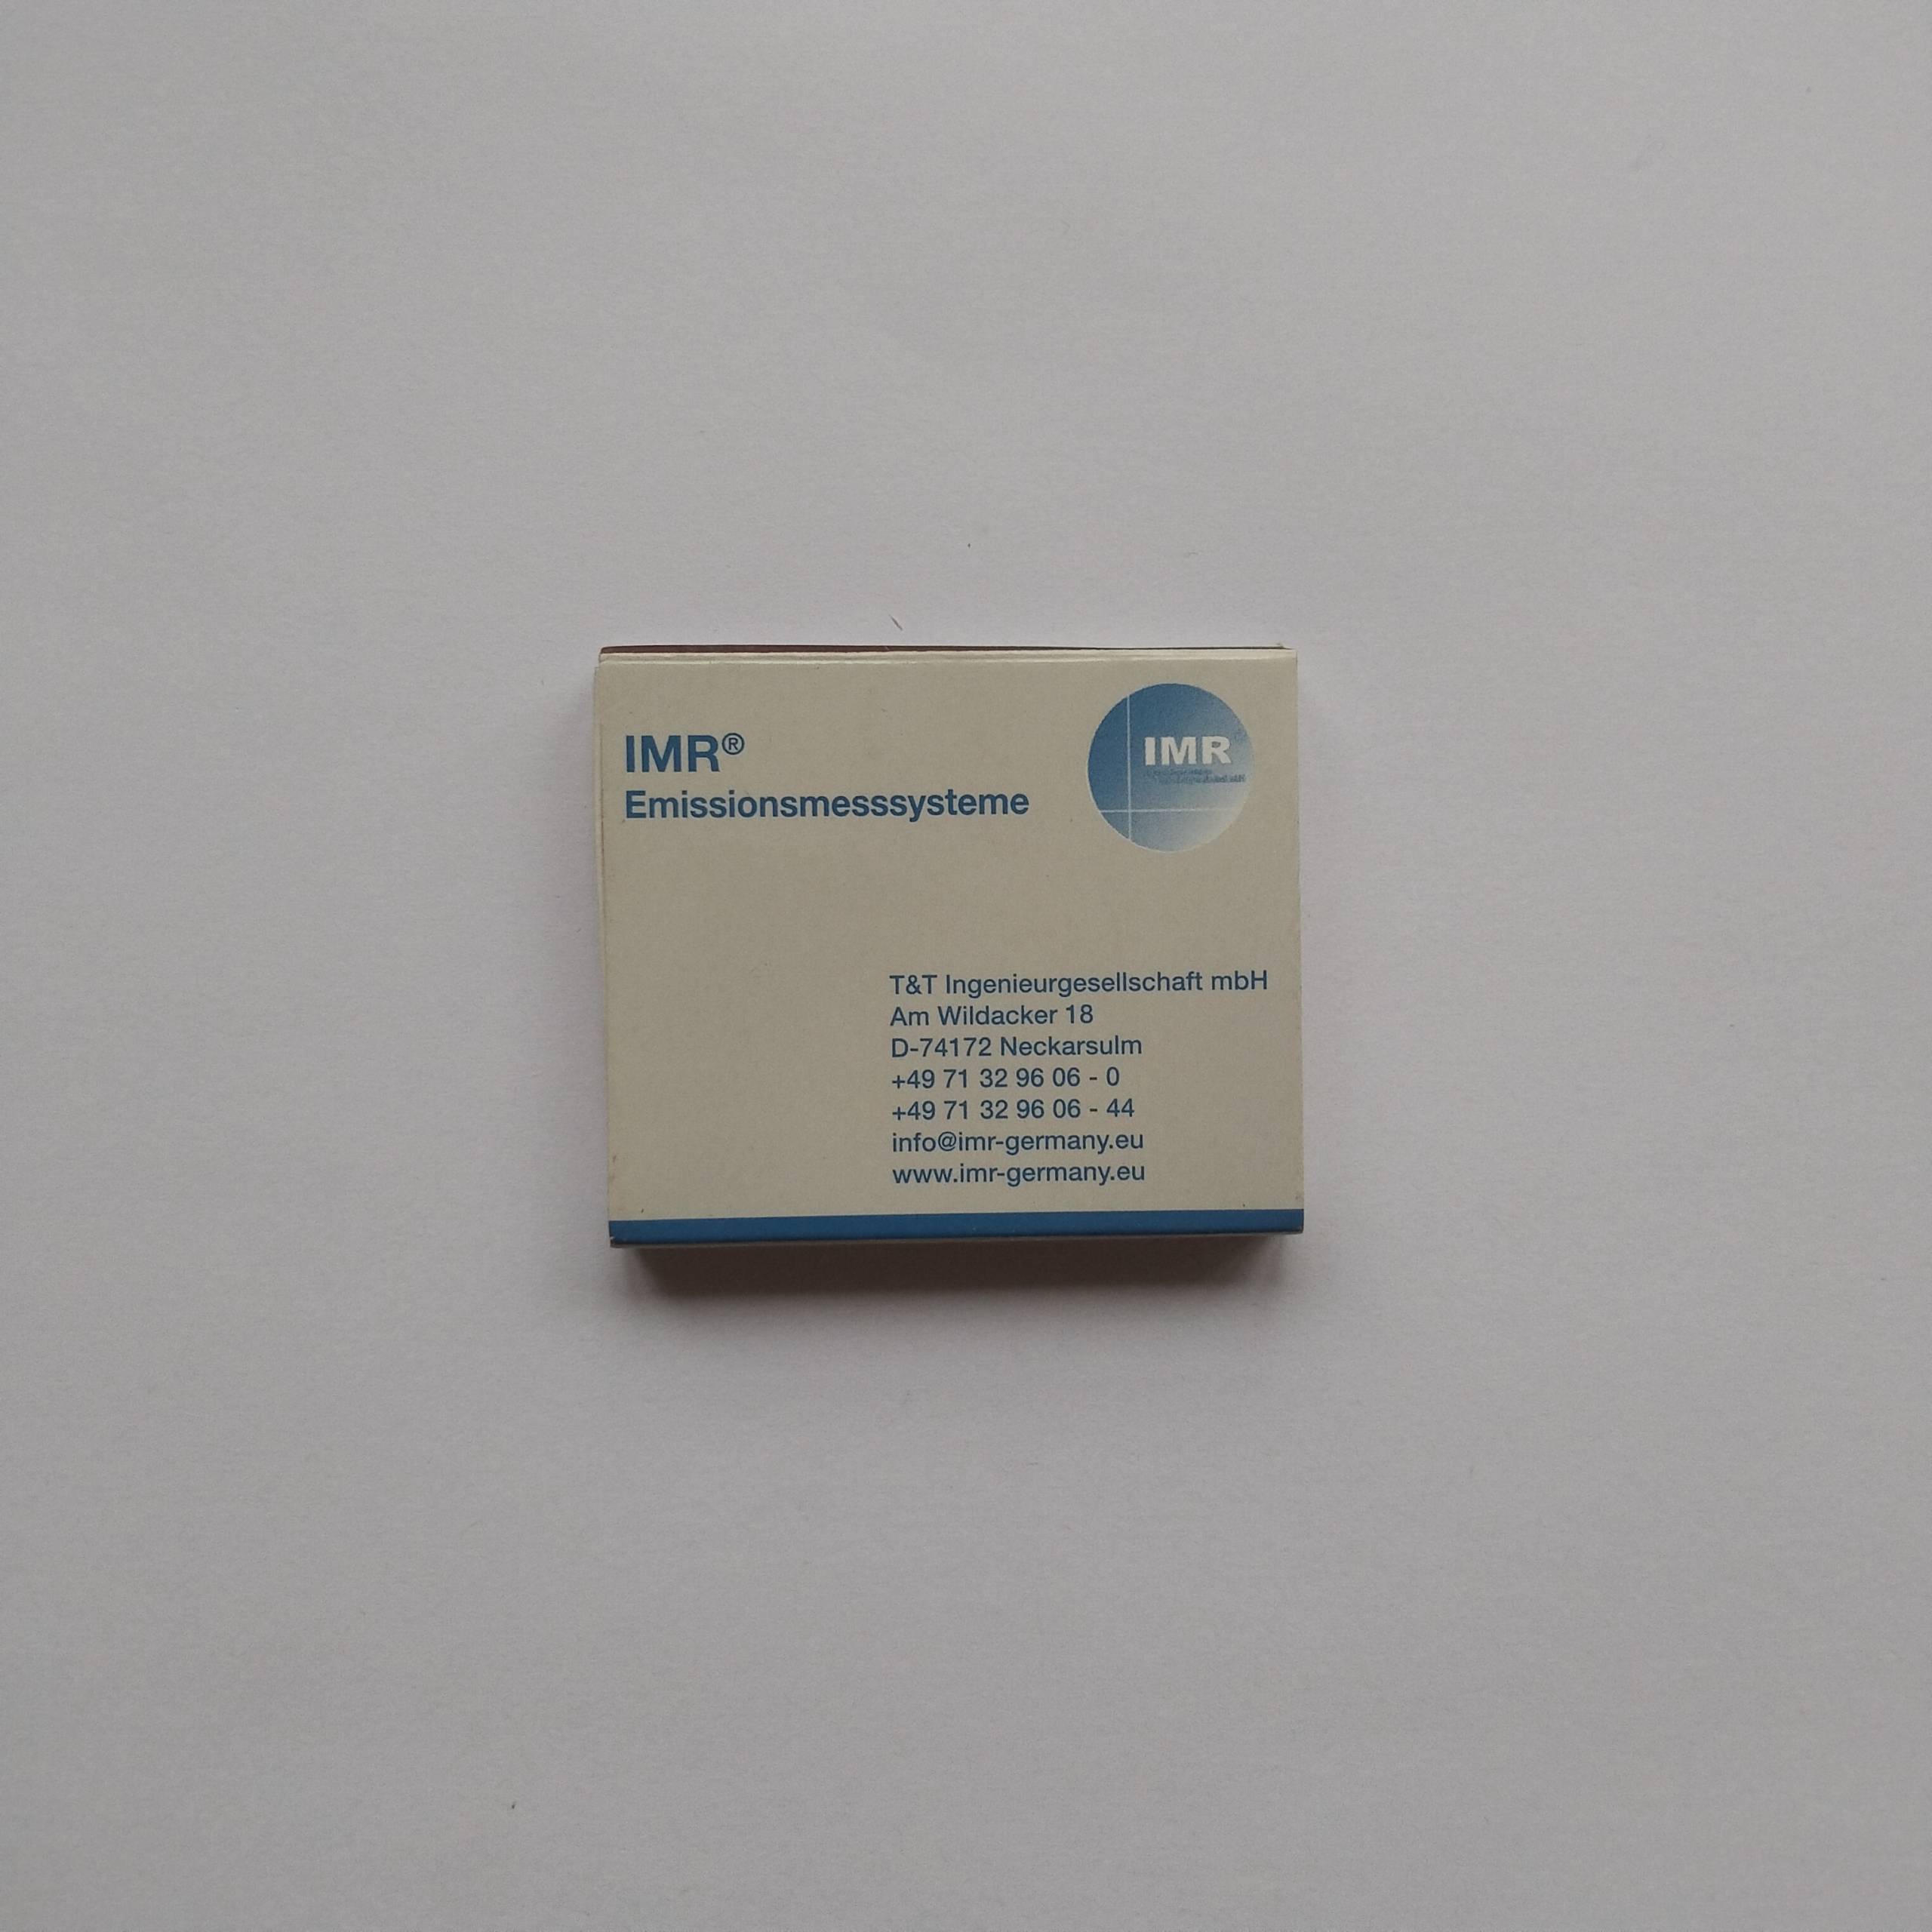 IMR®
Emissionsmesssysteme
IMR
T&T Ingenieurgesellschaft mbH
Am Wildacker 18
D-74172 Neckarsulm
+49 71 32 96 06 - 0
+49 71 32 96 06 - 44
info@imr-germany.eu
www.imr-germany.eu